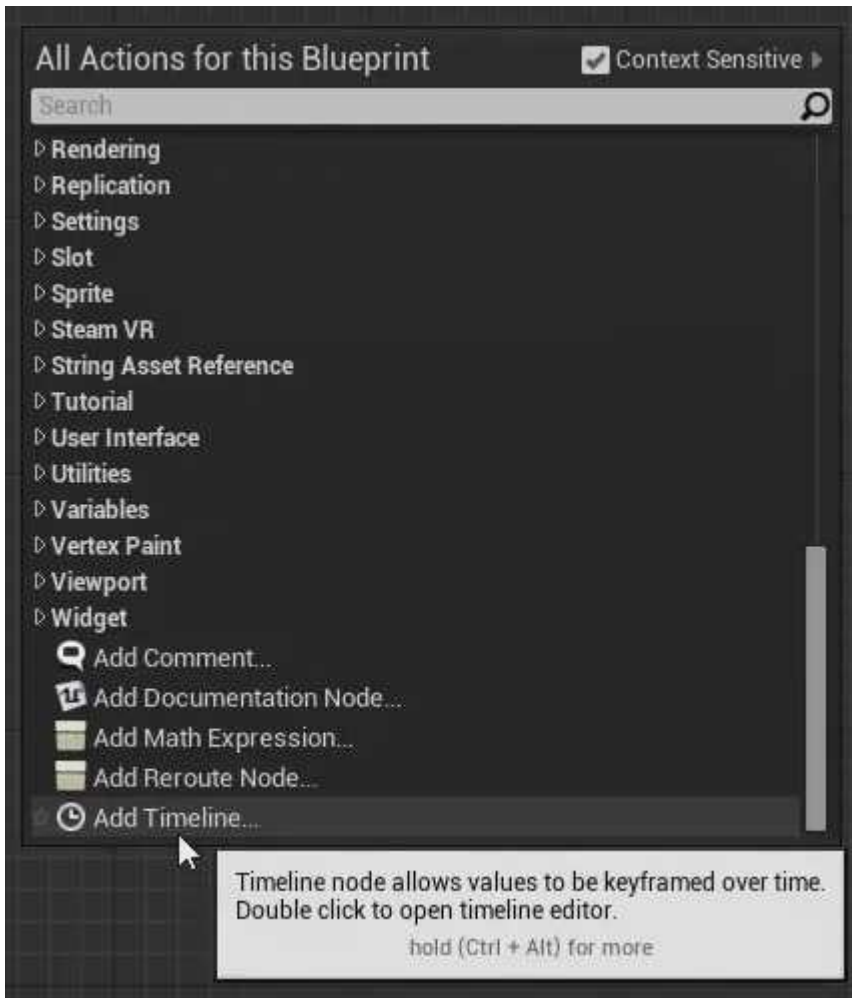 All Actions for this Blueprint
Context Sensitive
Search
Rendering
Replication
Settings
Slot
Sprite
Steam VR
String Asset Reference
Tutorial
User Interface
Utilities
Variables
Vertex Paint
Viewport
Widget
Add Comment...
Add Documentation Node...
Add Math Expression...
Add Reroute Node...
Add Timeline...
Timeline node allows values to be keyframed over time.
Double click to open timeline editor.
hold (Ctrl + Alt) for more